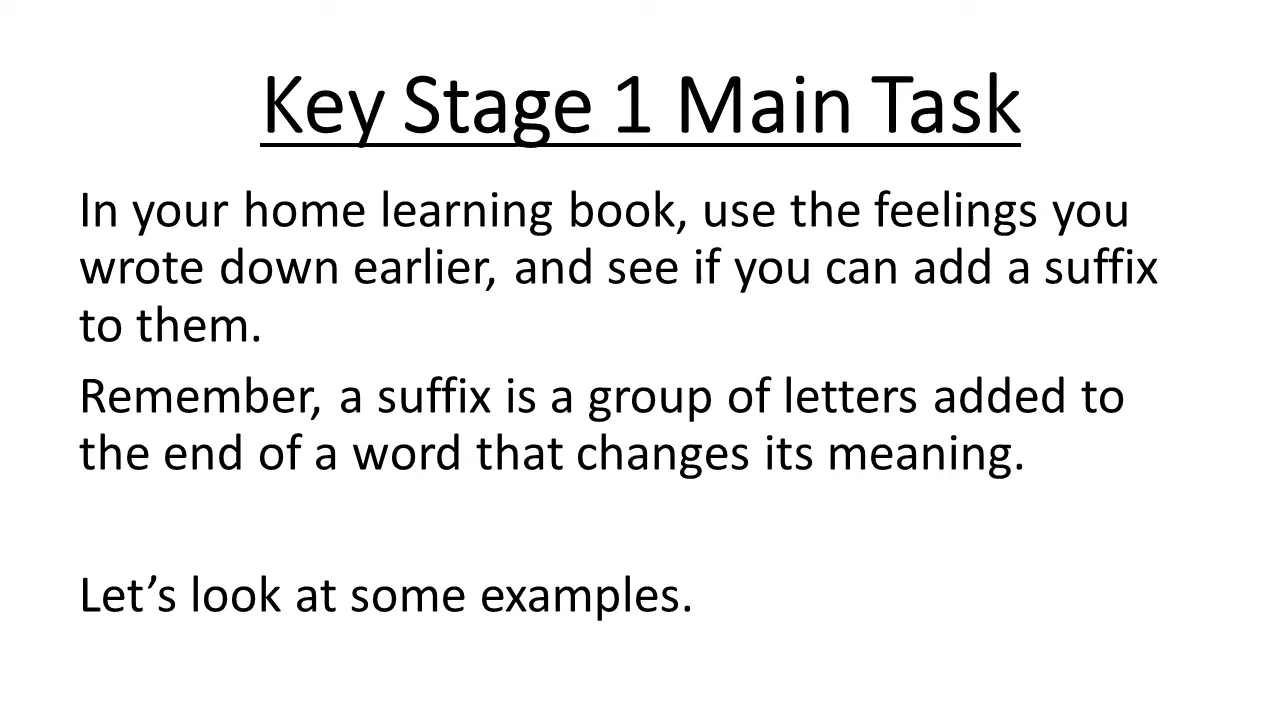 Key Stage 1 Main Task
In your home learning book, use the feelings you
wrote down earlier, and see if you can add a suffix
to them.
Remember, a suffix is a group of letters added to
the end of a word that changes its meaning.
Let’s look at some examples.